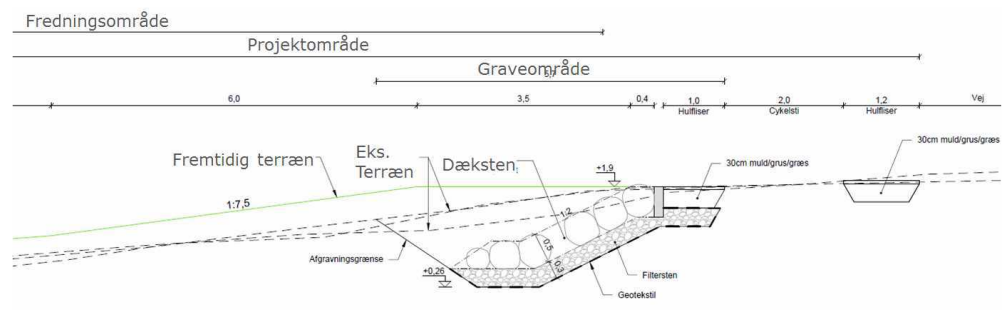 Fredningsområde
Projektområde
Graveområde
5,7
6,0
3,5
0,4
1,0
2,0
1,2
Vej
Hulfliser
Cykelsti
Hulfliser
30cm muld/grus/græs
Fremtidig terræn
Eks.
Terræn
Dæksten
+1,9
30cm muld/grus/græs
1:7,5
1:2
Afgravningsgrænse
0,5
0,3
+0,26
Filtersten
Geotekstil